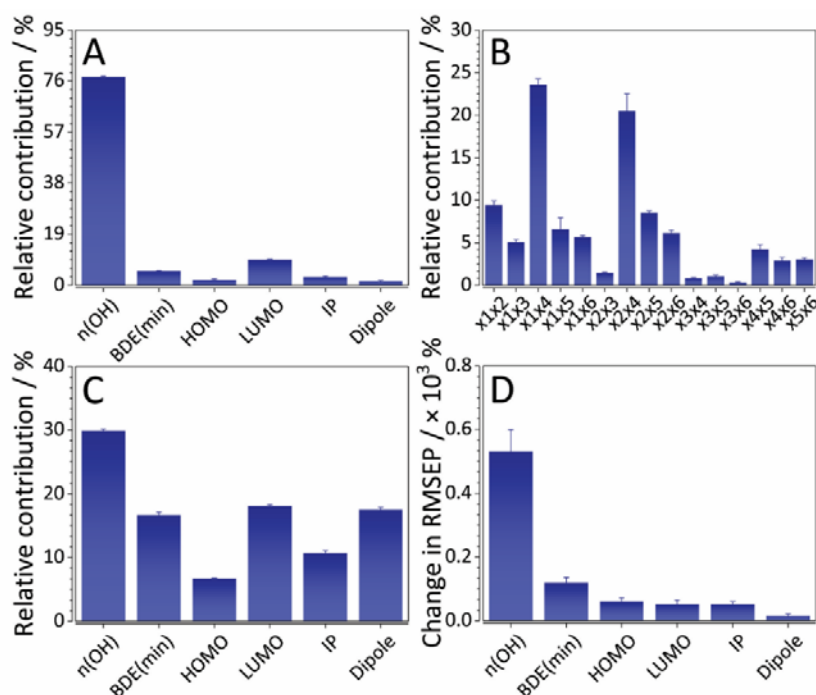 A
Relative contribution / %
95
76
57
38
19
0
n(OH)
BDE(min)
HOMO
LUMO
IP
Dipole
B
Relative contribution / %
30
25
20
15
10
5
0
x1x2
x1x3
x1x4
x1x5
x1x6
x2x3
x2x4
x2x5
x2x6
x3x4
x3x5
x3x6
x4x5
x4x6
x5x6
C
Relative contribution / %
40
30
20
10
0
n(OH)
BDE(min)
HOMO
LUMO
IP
Dipole
D
Change in RMSEP / × 10³ %
0.8
0.6
0.4
0.2
0.0
n(OH)
BDE(min)
HOMO
LUMO
IP
Dipole